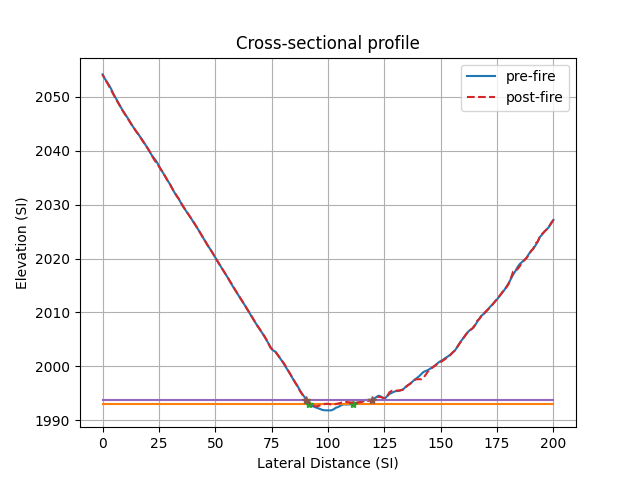 Cross-sectional profile
pre-fire
post-fire
Elevation (SI)
2050
2040
2030
2020
2010
2000
1990
0 25 50 75 100 125 150 175 200
Lateral Distance (SI)